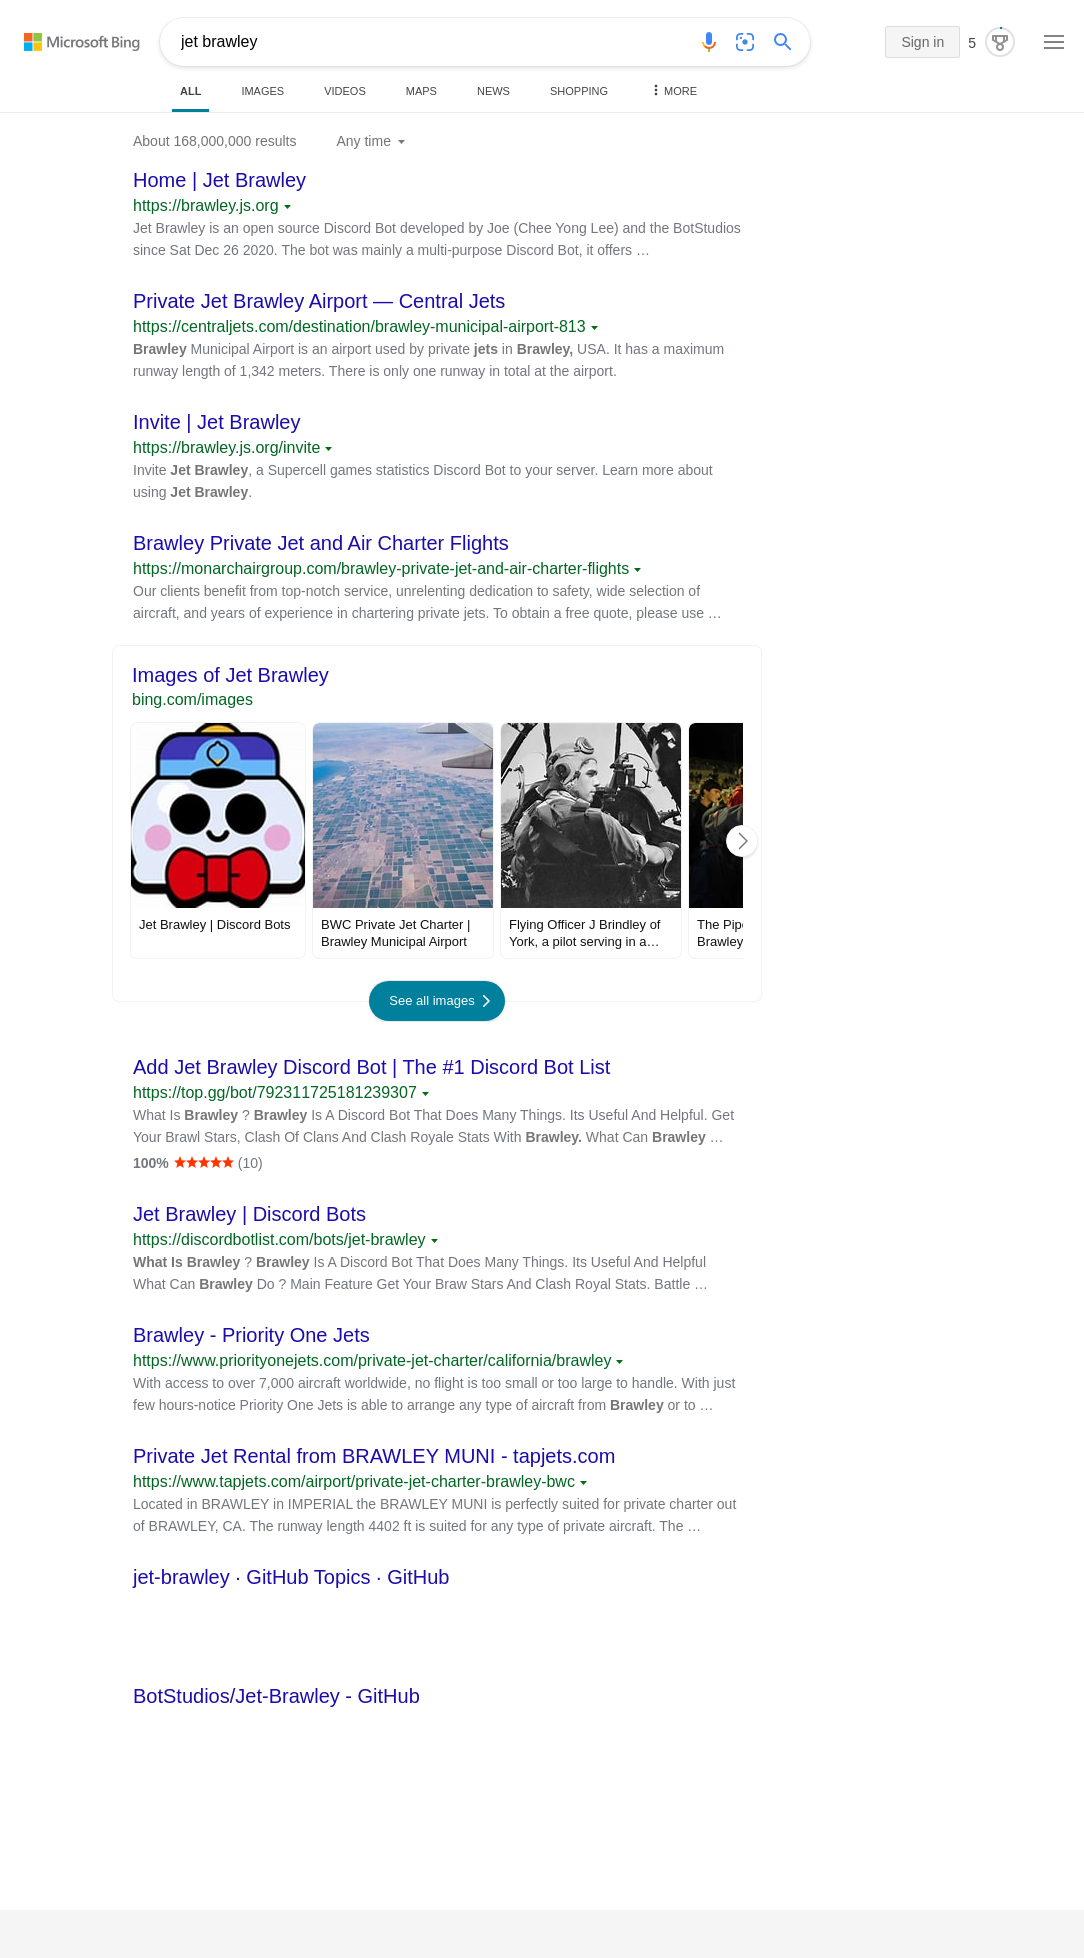 Microsoft Bing
jet brawley
Sign in
5
ALL
IMAGES
VIDEOS
MAPS
NEWS
SHOPPING
MORE
About 168,000,000 results
Any time
Home | Jet Brawley
https://brawley.js.org
Jet Brawley is an open source Discord Bot developed by Joe (Chee Yong Lee) and the BotStudios
since Sat Dec 26 2020. The bot was mainly a multi-purpose Discord Bot, it offers …
Private Jet Brawley Airport — Central Jets
https://centraljets.com/destination/brawley-municipal-airport-813
Brawley Municipal Airport is an airport used by private jets in Brawley, USA. It has a maximum
runway length of 1,342 meters. There is only one runway in total at the airport.
Invite | Jet Brawley
https://brawley.js.org/invite
Invite Jet Brawley, a Supercell games statistics Discord Bot to your server. Learn more about
using Jet Brawley.
Brawley Private Jet and Air Charter Flights
https://monarchairgroup.com/brawley-private-jet-and-air-charter-flights
Our clients benefit from top-notch service, unrelenting dedication to safety, wide selection of
aircraft, and years of experience in chartering private jets. To obtain a free quote, please use …
Images of Jet Brawley
bing.com/images
Jet Brawley | Discord Bots
BWC Private Jet Charter |
Brawley Municipal Airport
Flying Officer J Brindley of
York, a pilot serving in a…
The Pipe
Brawley
See all images
Add Jet Brawley Discord Bot | The #1 Discord Bot List
https://top.gg/bot/792311725181239307
What Is Brawley ? Brawley Is A Discord Bot That Does Many Things. Its Useful And Helpful. Get
Your Brawl Stars, Clash Of Clans And Clash Royale Stats With Brawley. What Can Brawley …
100% ★★★★★ (10)
Jet Brawley | Discord Bots
https://discordbotlist.com/bots/jet-brawley
What Is Brawley ? Brawley Is A Discord Bot That Does Many Things. Its Useful And Helpful
What Can Brawley Do ? Main Feature Get Your Braw Stars And Clash Royal Stats. Battle …
Brawley - Priority One Jets
https://www.priorityonejets.com/private-jet-charter/california/brawley
With access to over 7,000 aircraft worldwide, no flight is too small or too large to handle. With just
few hours-notice Priority One Jets is able to arrange any type of aircraft from Brawley or to …
Private Jet Rental from BRAWLEY MUNI - tapjets.com
https://www.tapjets.com/airport/private-jet-charter-brawley-bwc
Located in BRAWLEY in IMPERIAL the BRAWLEY MUNI is perfectly suited for private charter out
of BRAWLEY, CA. The runway length 4402 ft is suited for any type of private aircraft. The …
jet-brawley · GitHub Topics · GitHub
BotStudios/Jet-Brawley - GitHub